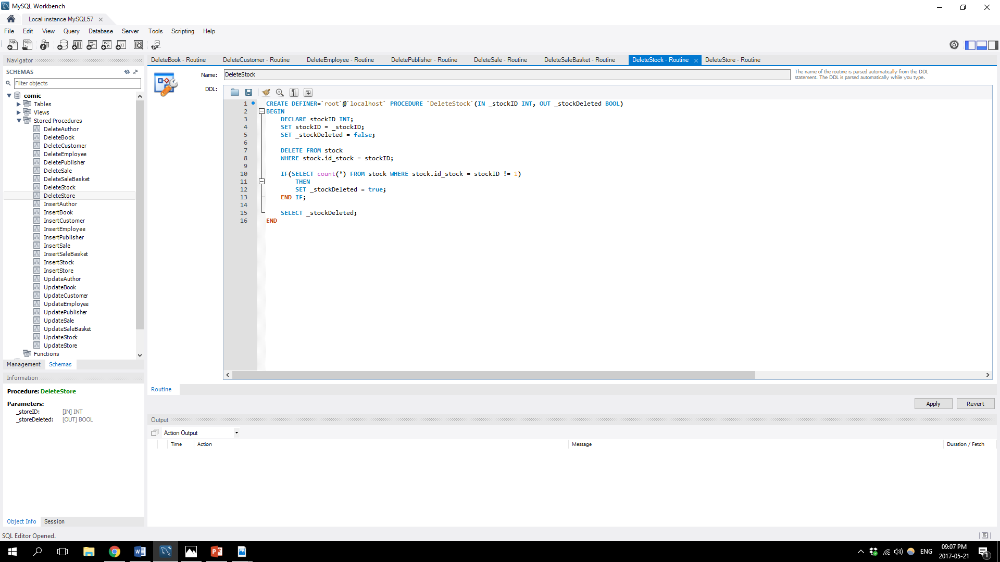 MySQL Workbench
Local instance MySQL57
File Edit View Query Database Server Tools Scripting Help
Navigator
SCHEMAS
Filter objects
comic
Tables
Views
Stored Procedures
DeleteAuthor
DeleteBook
DeleteCustomer
DeleteEmployee
DeletePublisher
DeleteSale
DeleteSaleBasket
DeleteStock
DeleteStore
InsertAuthor
InsertBook
InsertCustomer
InsertEmployee
InsertPublisher
InsertSale
InsertSaleBasket
InsertStock
InsertStore
UpdateAuthor
UpdateBook
UpdateCustomer
UpdateEmployee
UpdatePublisher
UpdateSale
UpdateSaleBasket
UpdateStock
UpdateStore
Functions
Management Schemas
Information
Procedure: DeleteStore
Parameters:
_storeID: [IN] INT
_storeDeleted: [OUT] BOOL
Object Info Session
DeleteBook - Routine DeleteCustomer - Routine DeleteEmployee - Routine DeletePublisher - Routine DeleteSale - Routine DeleteSaleBasket - Routine DeleteStock - Routine DeleteStore - Routine
Name: DeleteStock
The name of the routine is parsed automatically from the DDL
statement. The DDL is parsed automatically while you type.
DDL:
1 CREATE DEFINER=`root`@`localhost` PROCEDURE `DeleteStock`(IN _stockID INT, OUT _stockDeleted BOOL)
2 BEGIN
3 DECLARE stockID INT;
4 SET stockID = _stockID;
5 SET _stockDeleted = false;
6
7 DELETE FROM stock
8 WHERE stock.id_stock = stockID;
9
10 IF(SELECT count(*) FROM stock WHERE stock.id_stock = stockID != 1)
11 THEN
12 SET _stockDeleted = true;
13 END IF;
14
15 SELECT _stockDeleted;
16 END
Routine
Apply Revert
Output
Action Output
Time Action Message Duration / Fetch
SQL Editor Opened.
ENG
09:07 PM
2017-05-21
1